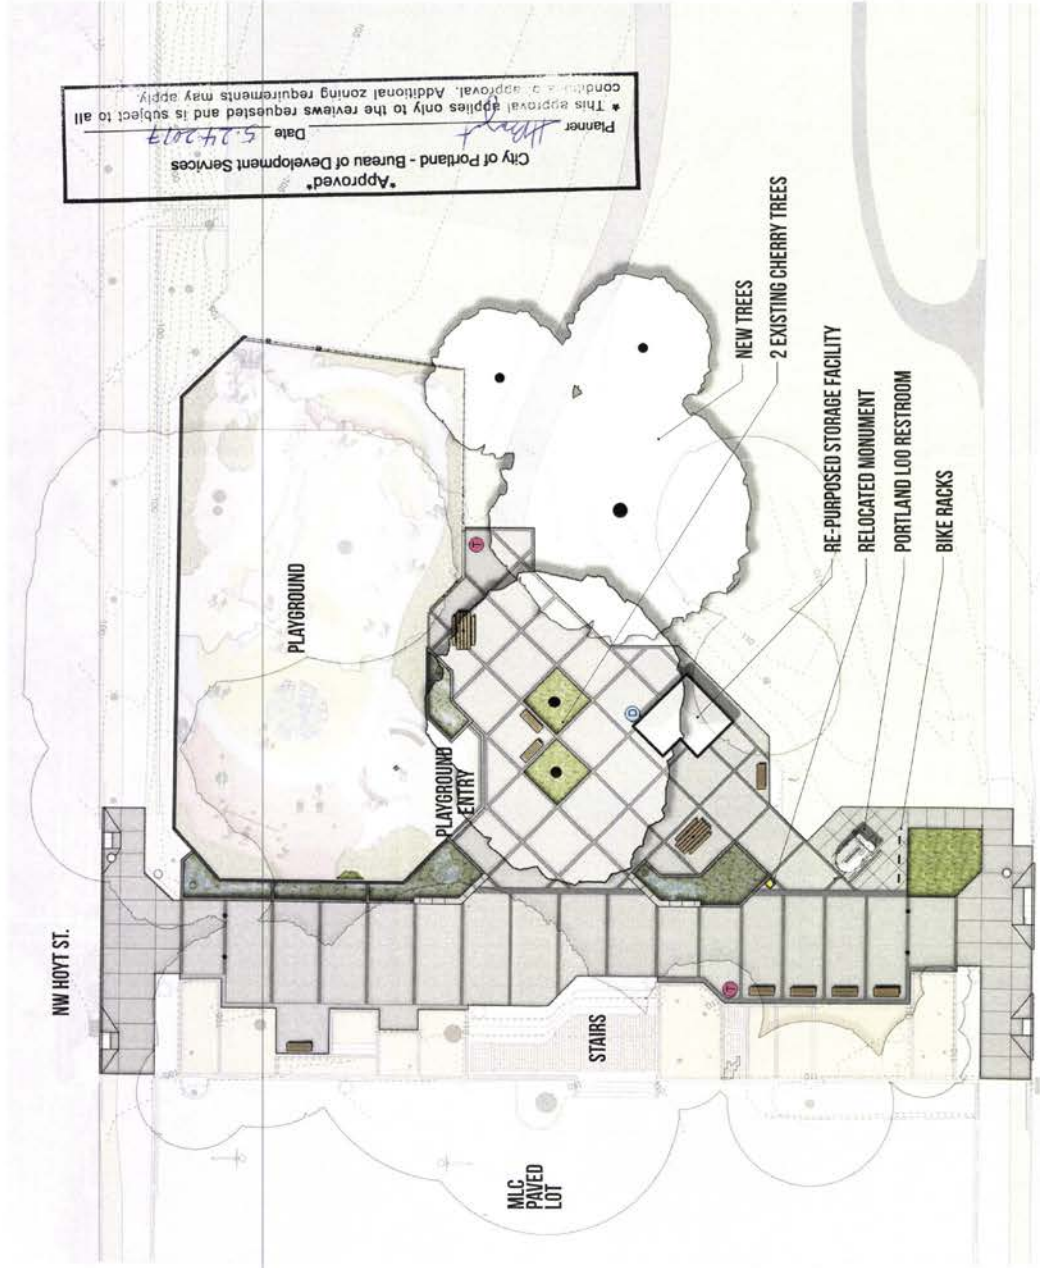 *Approved*
City of Portland - Bureau of Development Services
Planner Date 5.24.2017
* This approval applies only to the reviews requested and is subject to all
conditions of approval. Additional zoning requirements may apply.
NW HOYT ST.
PLAYGROUND
PLAYGROUND
ENTRY
STAIRS
MLC
PAVED
LOT
NEW TREES
2 EXISTING CHERRY TREES
RE-PURPOSED STORAGE FACILITY
RELOCATED MONUMENT
PORTLAND LOO RESTROOM
BIKE RACKS
T
D
T